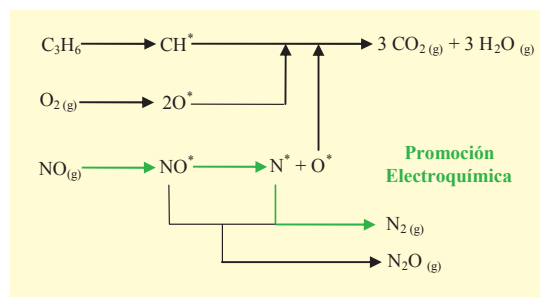 C₃H₆ CH* 3 CO₂ (g) + 3 H₂O (g)
O₂ (g) 2O*
NO(g) NO* N* + O*
Promoción
Electroquímica
N₂ (g)
N₂O (g)